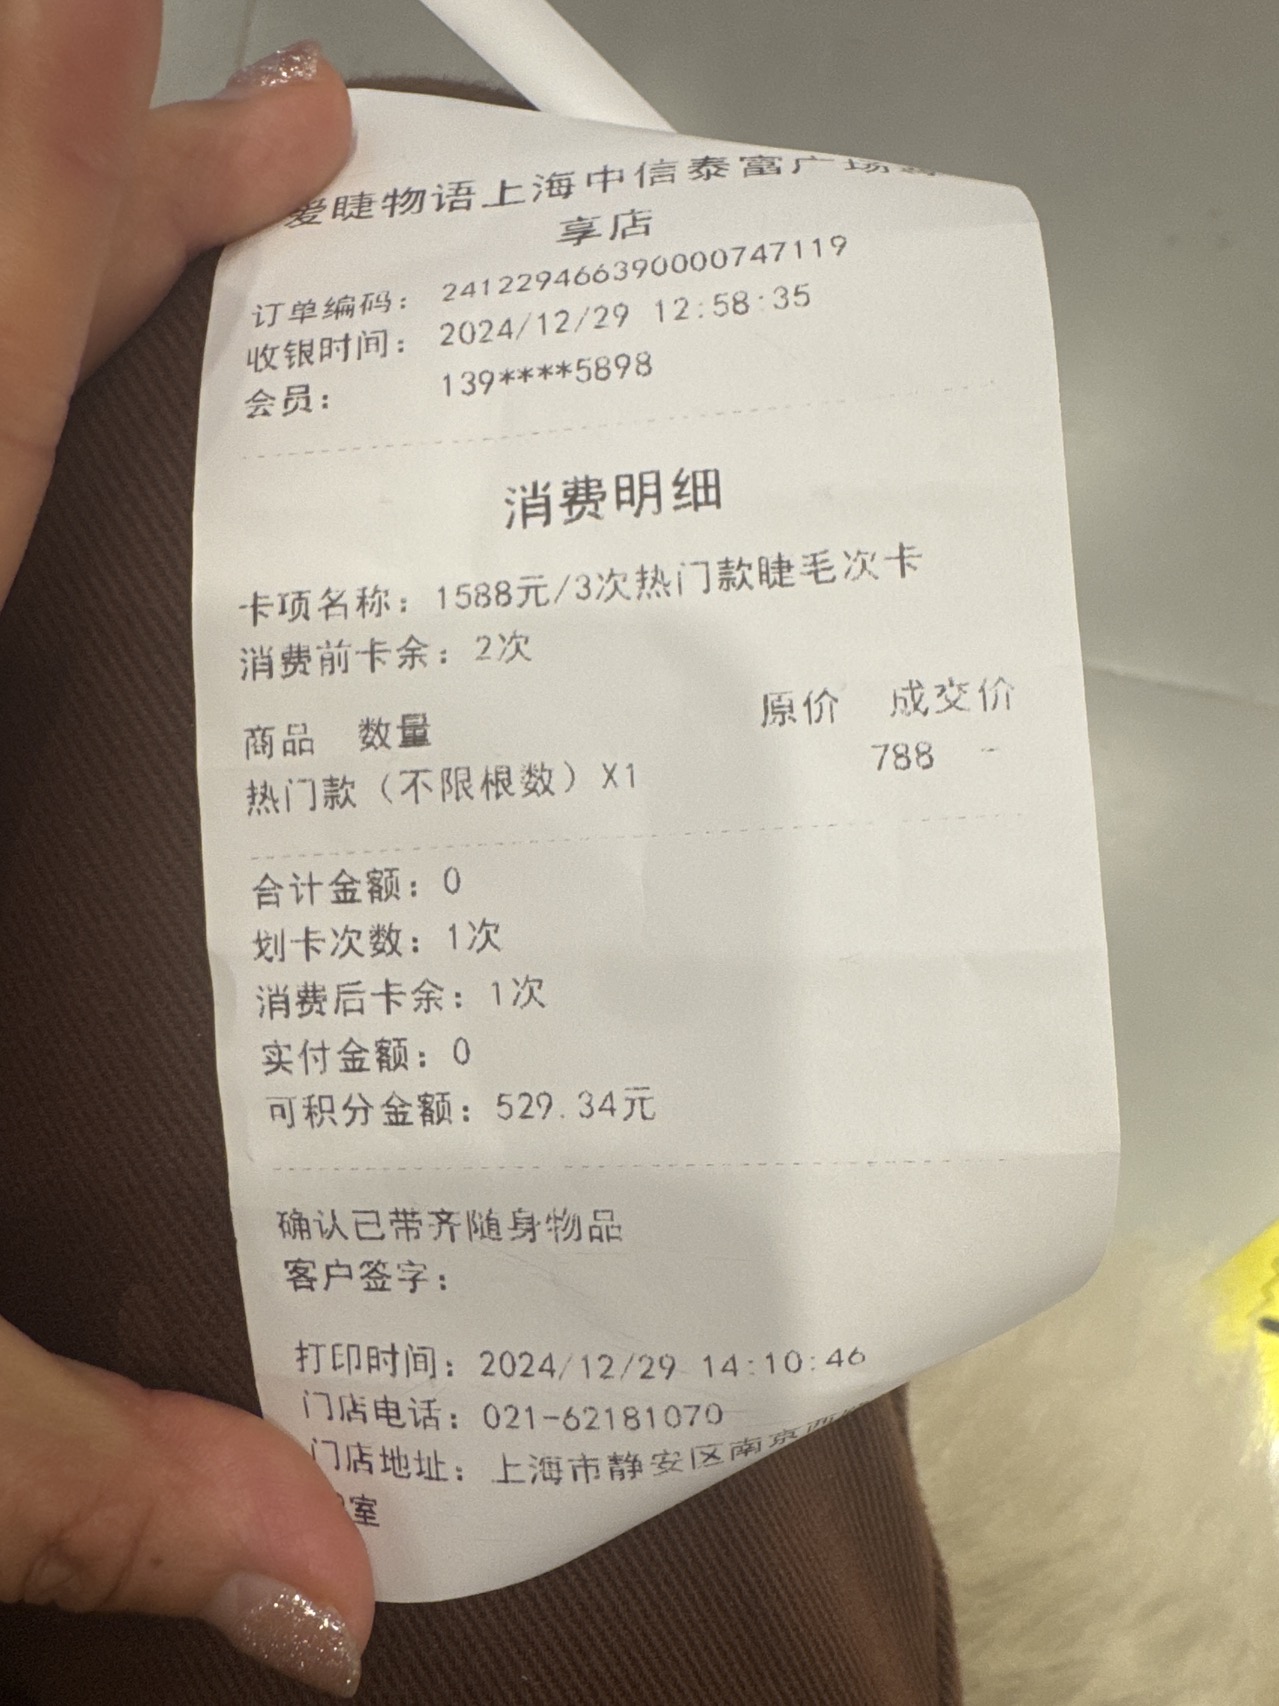 爱睫物语上海中信泰富广场尊
享店
订单编码： 241229466390000747119
收银时间： 2024/12/29 12:58:35
会员： 139****5898
消费明细
卡项名称：1588元/3次热门款睫毛次卡
消费前卡余：2次
商品 数量 原价 成交价
热门款（不限根数）X1 788 -
合计金额：0
划卡次数：1次
消费后卡余：1次
实付金额：0
可积分金额：529.34元
确认已带齐随身物品
客户签字：
打印时间：2024/12/29 14:10:46
门店电话：021-62181070
门店地址：上海市静安区南京西
室